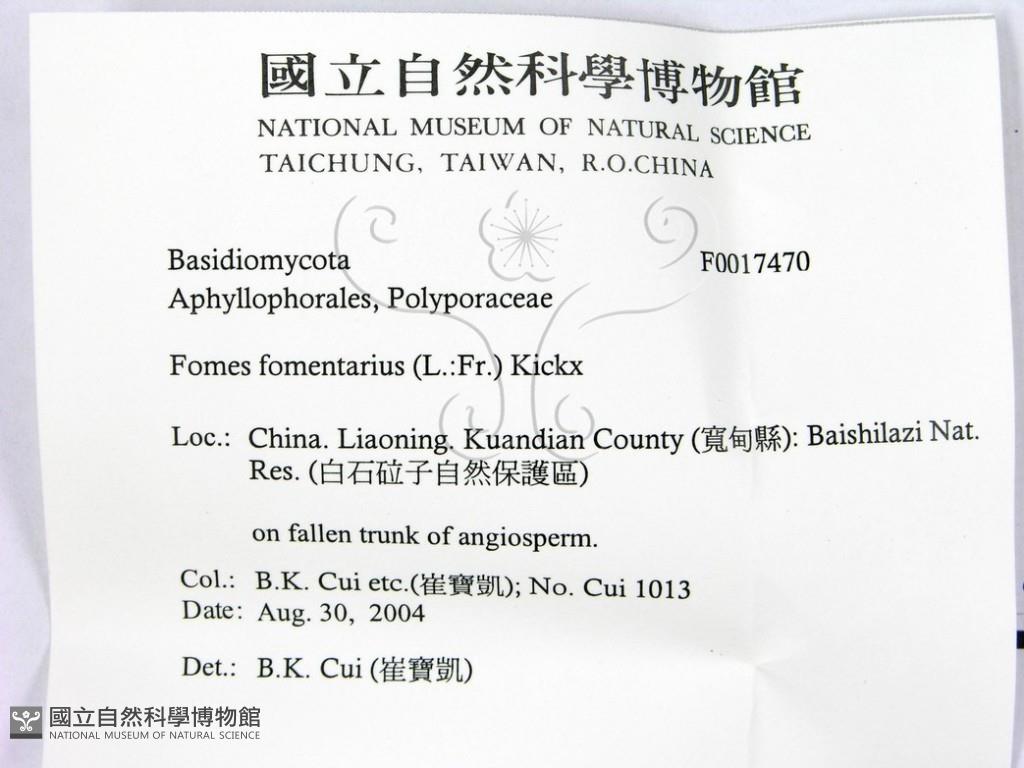 國立自然科學博物館
NATIONAL MUSEUM OF NATURAL SCIENCE
TAICHUNG, TAIWAN, R.O.CHINA
Basidiomycota F0017470
Aphyllophorales, Polyporaceae
Fomes fomentarius (L.:Fr.) Kickx
Loc.: China. Liaoning. Kuandian County (寬甸縣): Baishilazi Nat.
Res. (白石砬子自然保護區)
on fallen trunk of angiosperm.
Col.: B.K. Cui etc.(崔寶凱); No. Cui 1013
Date: Aug. 30, 2004
Det.: B.K. Cui (崔寶凱)
國立自然科學博物館
NATIONAL MUSEUM OF NATURAL SCIENCE